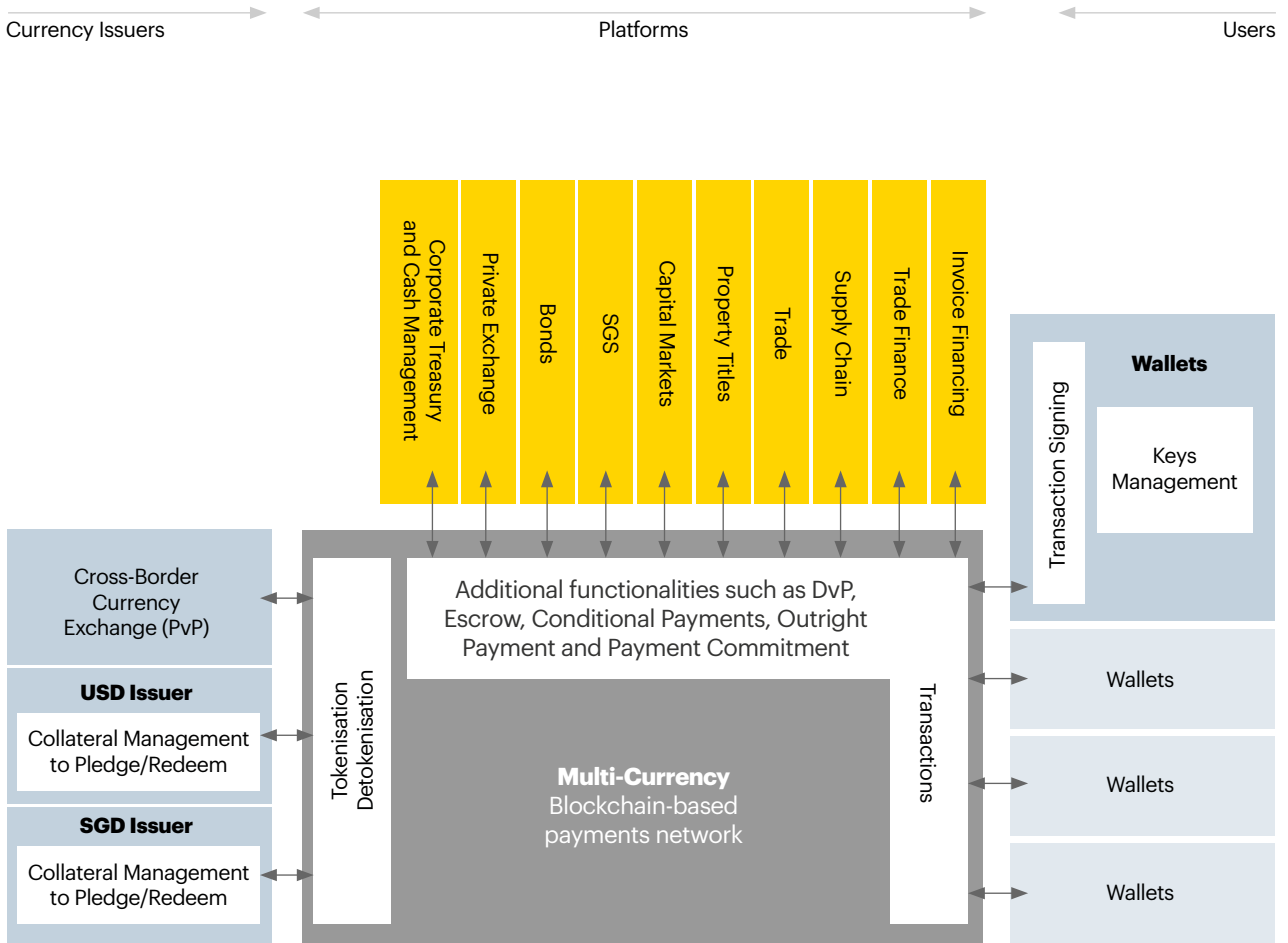 Currency Issuers
Platforms
Users
Corporate Treasury
and Cash Management
Private Exchange
Bonds
SGS
Capital Markets
Property Titles
Trade
Supply Chain
Trade Finance
Invoice Financing
Wallets
Transaction Signing
Keys
Management
Cross-Border
Currency
Exchange (PvP)
USD Issuer
Collateral Management
to Pledge/Redeem
SGD Issuer
Collateral Management
to Pledge/Redeem
Tokenisation
Detokenisation
Additional functionalities such as DvP,
Escrow, Conditional Payments, Outright
Payment and Payment Commitment
Transactions
Multi-Currency
Blockchain-based
payments network
Wallets
Wallets
Wallets